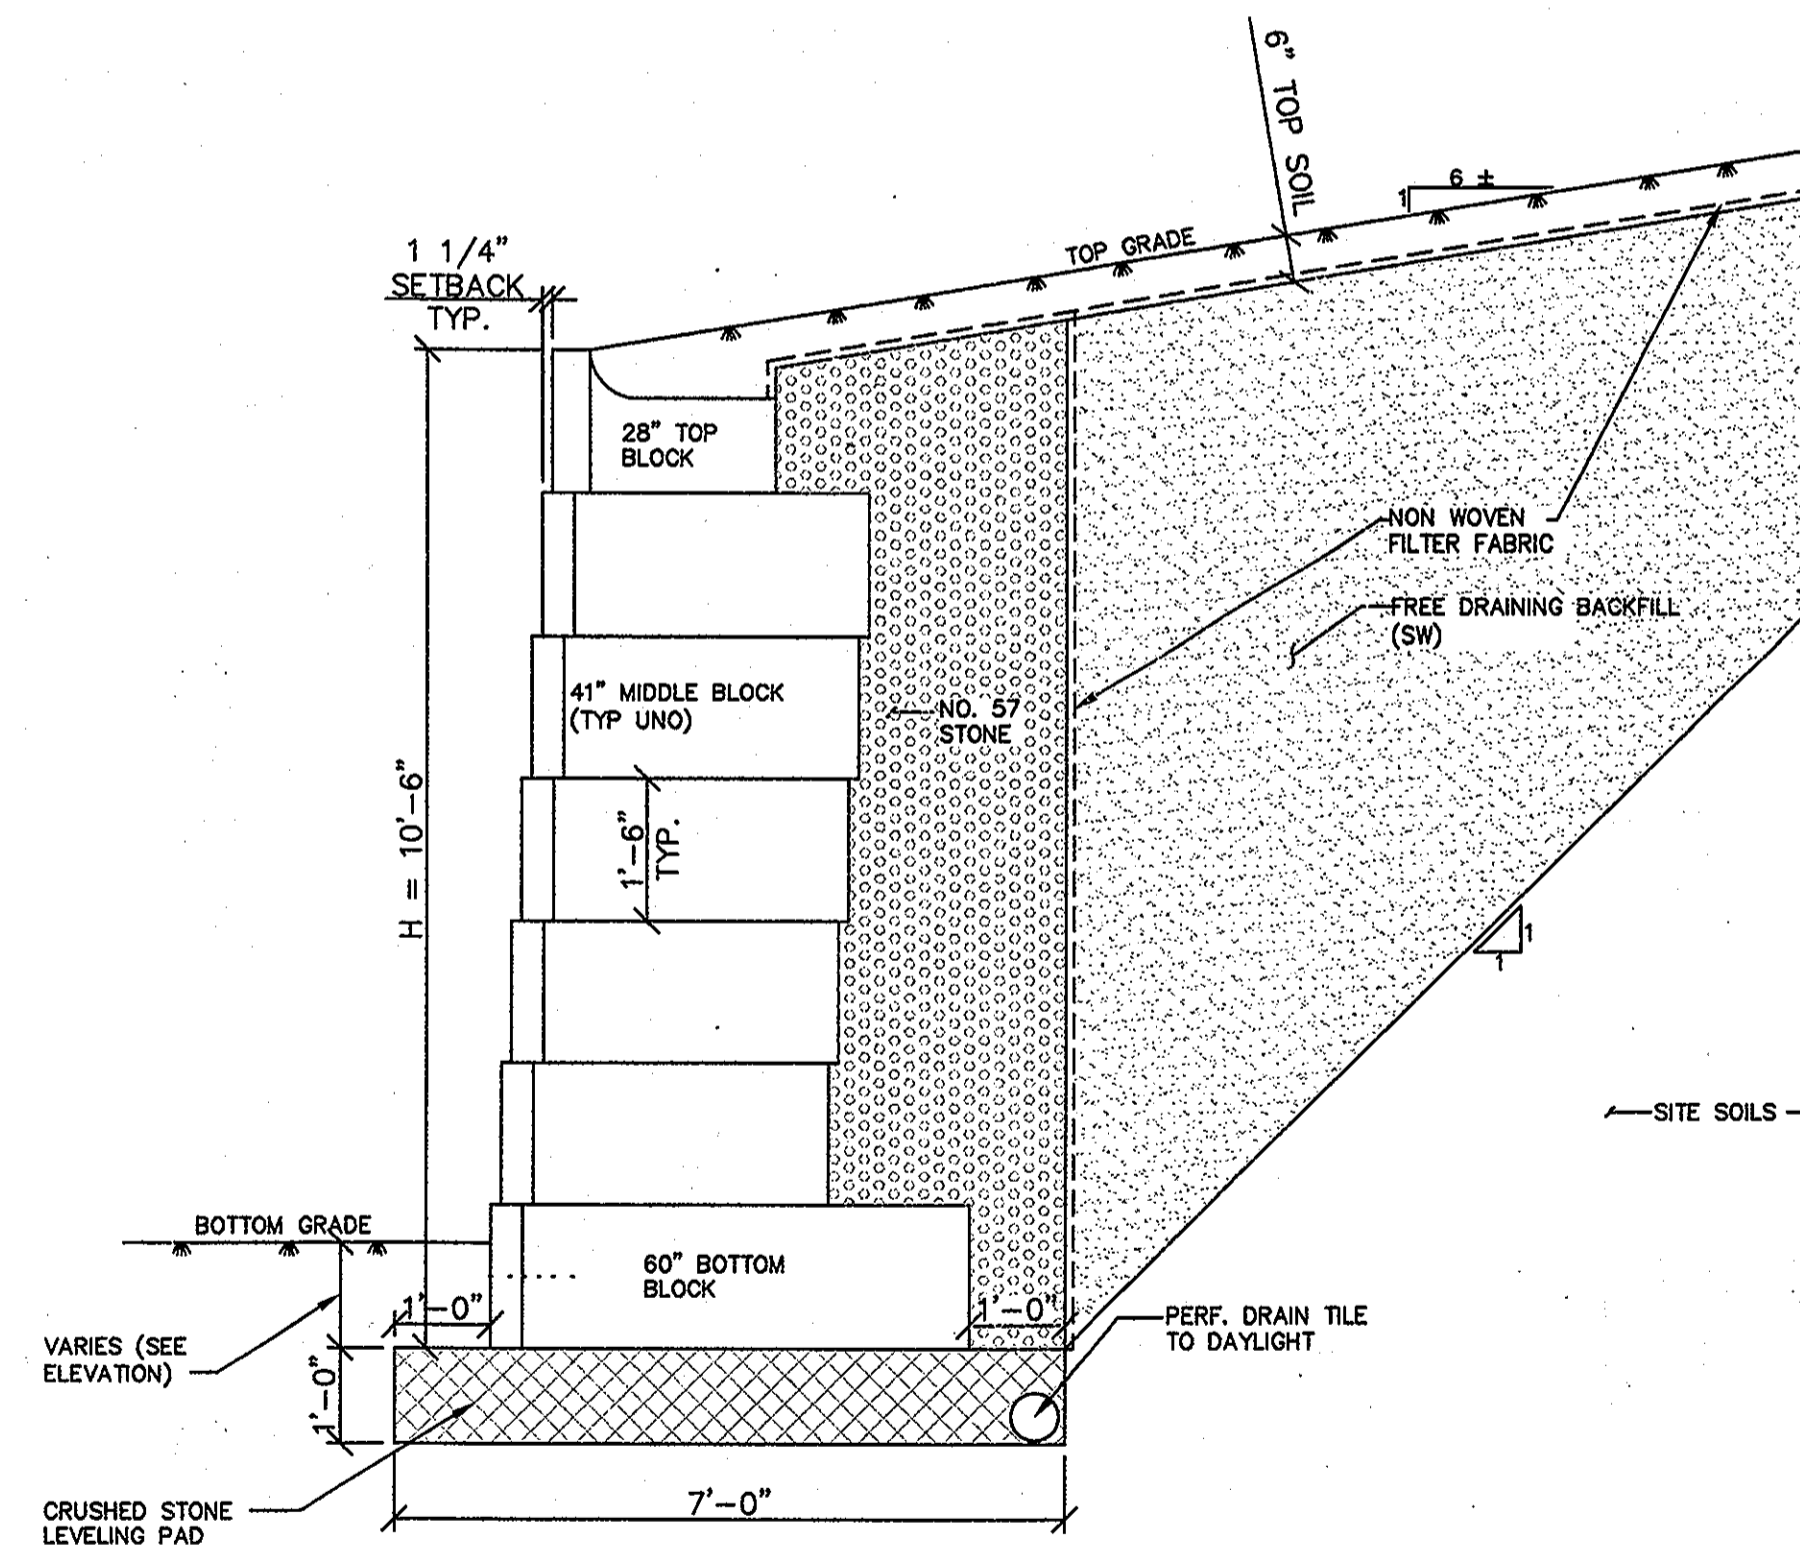 6" TOP SOIL
6 ±
1
TOP GRADE
1 1/4"
SETBACK
TYP.
28" TOP
BLOCK
NON WOVEN
FILTER FABRIC
FREE DRAINING BACKFILL
(SW)
41" MIDDLE BLOCK
(TYP UNO)
NO. 57
STONE
H = 10'-6"
1'-6"
TYP.
1
1
SITE SOILS
BOTTOM GRADE
60" BOTTOM
BLOCK
1'-0"
1'-0"
PERF. DRAIN TILE
TO DAYLIGHT
VARIES (SEE
ELEVATION)
1'-0"
7'-0"
CRUSHED STONE
LEVELING PAD